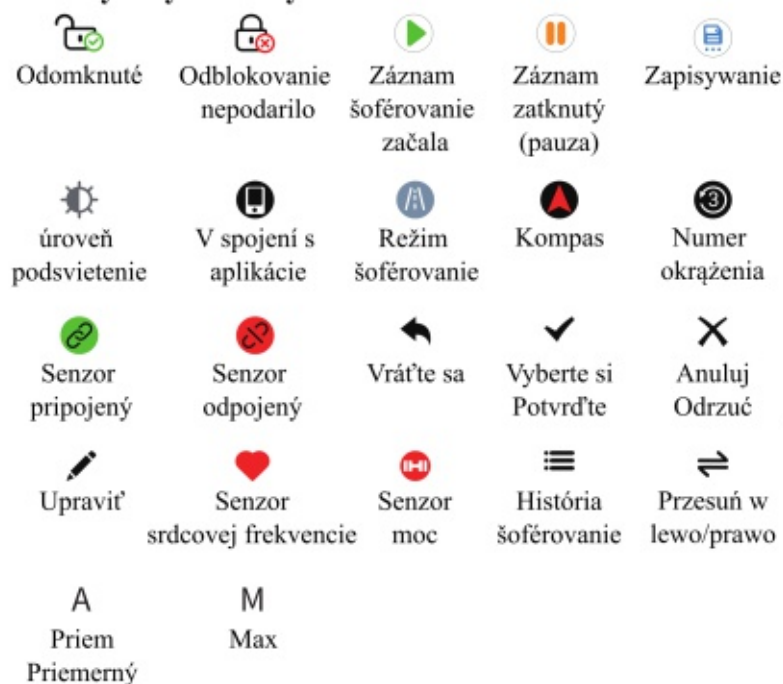 Odomknuté
Odblokovanie nepodarilo
Záznam šoférovanie začala
Záznam zatknutý (pauza)
Zapisywanie
úroveň podsvietenie
V spojení s aplikácie
Režim šoférovanie
Kompas
3
Numer okrążenia
Senzor pripojený
Senzor odpojený
Vráťte sa
Vyberte si Potvrďte
Anuluj Odrzuć
Upraviť
Senzor srdcovej frekvencie
Senzor moc
História šoférovanie
Przesuń w lewo/prawo
A
Priem Priemerný
M
Max